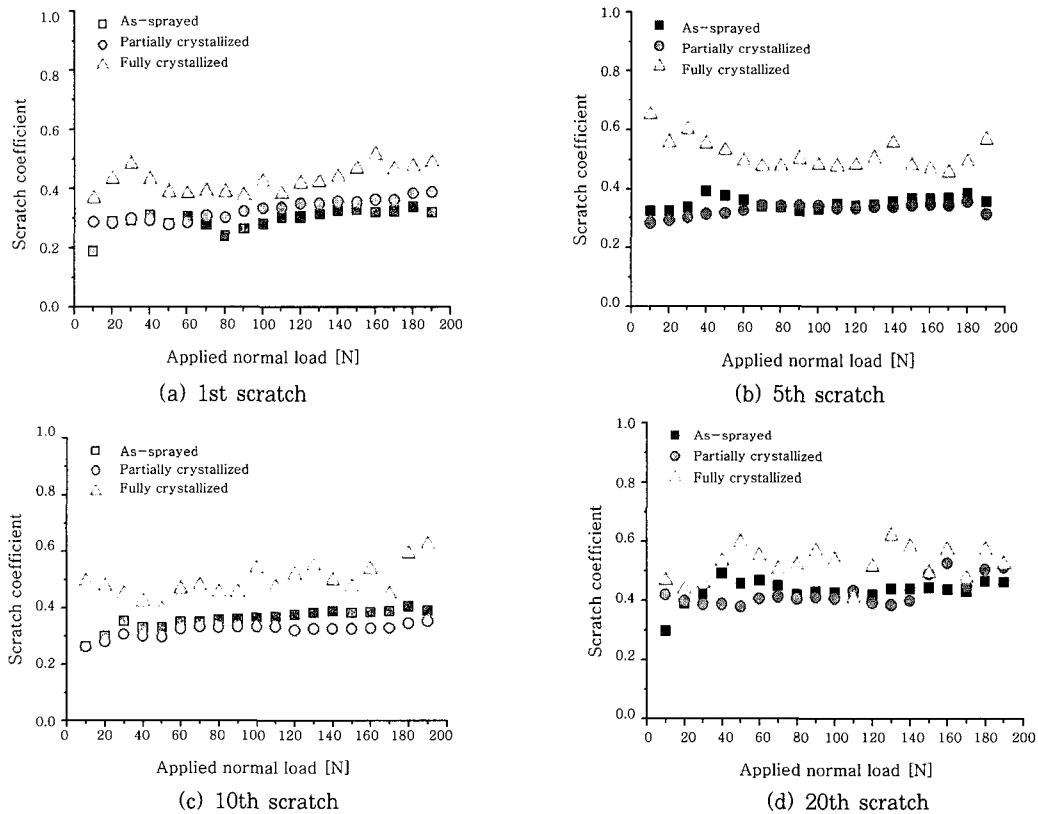 1.0
0.8
0.6
0.4
0.2
0.0
Scratch coefficient
As-sprayed
Partially crystallized
Fully crystallized
0 20 40 60 80 100 120 140 160 180 200
Applied normal load [N]
(a) 1st scratch
1.0
0.8
0.6
0.4
0.2
0.0
Scratch coefficient
As-sprayed
Partially crystallized
Fully crystallized
0 20 40 60 80 100 120 140 160 180 200
Applied normal load [N]
(b) 5th scratch
1.0
0.8
0.6
0.4
0.2
0.0
Scratch coefficient
As-sprayed
Partially crystallized
Fully crystallized
0 20 40 60 80 100 120 140 160 180 200
Applied normal load [N]
(c) 10th scratch
1.0
0.8
0.6
0.4
0.2
0.0
Scratch coefficient
As-sprayed
Partially crystallized
Fully crystallized
0 20 40 60 80 100 120 140 160 180 200
Applied normal load [N]
(d) 20th scratch